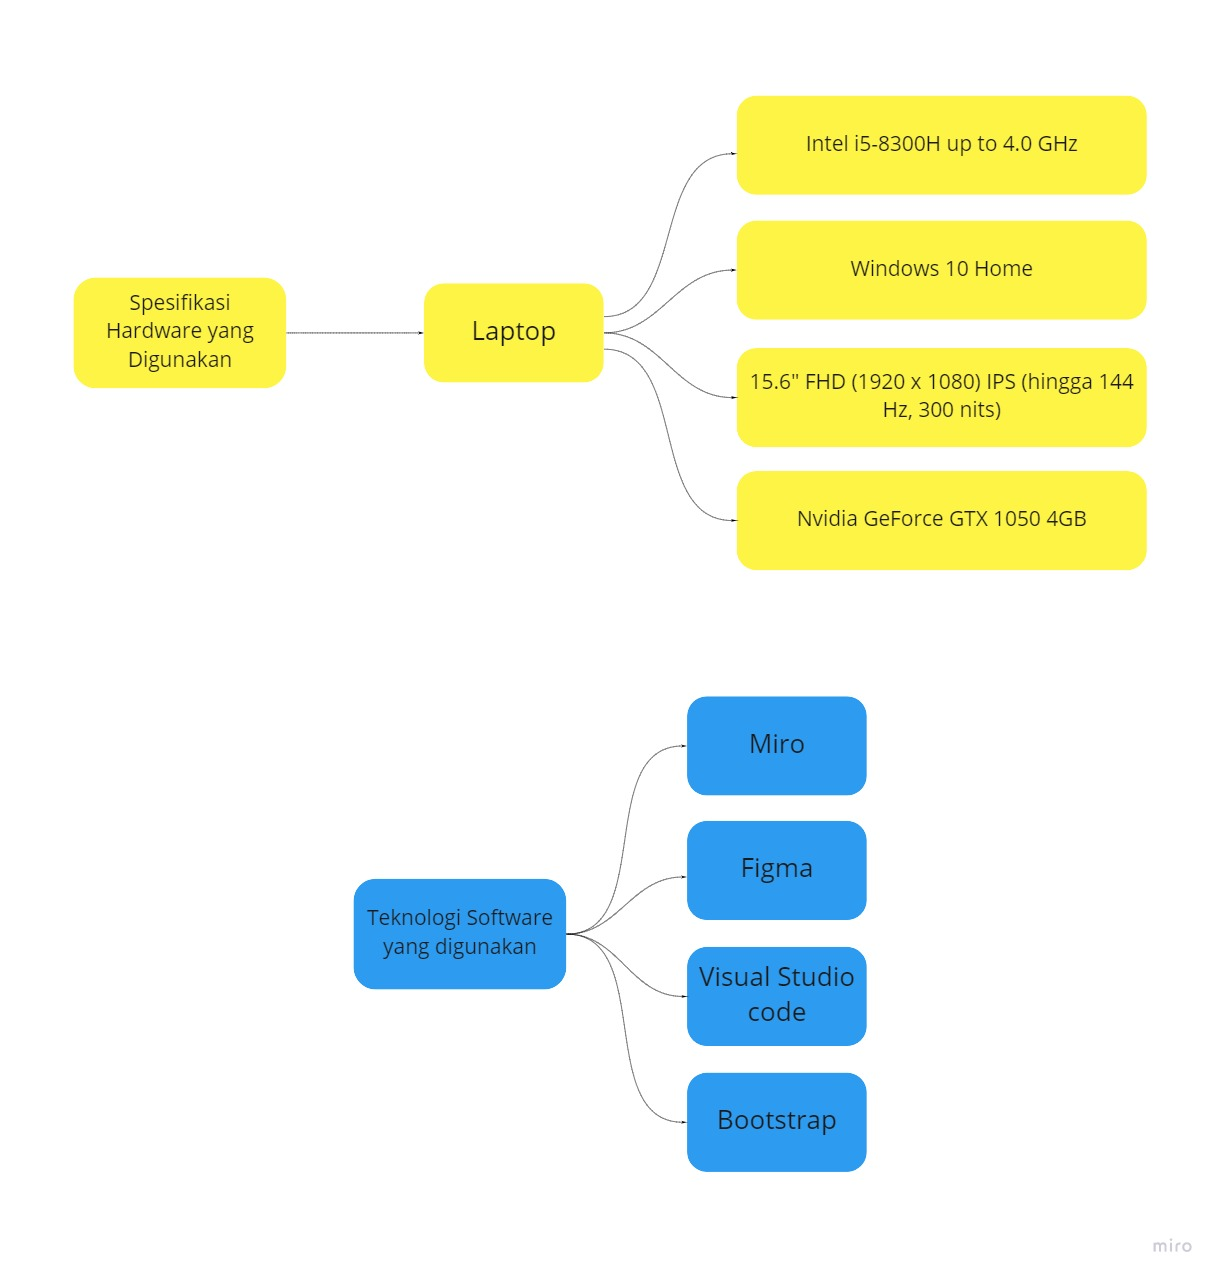 Spesifikasi
Hardware yang
Digunakan
Laptop
Intel i5-8300H up to 4.0 GHz
Windows 10 Home
15.6" FHD (1920 x 1080) IPS (hingga 144
Hz, 300 nits)
Nvidia GeForce GTX 1050 4GB
Teknologi Software
yang digunakan
Miro
Figma
Visual Studio
code
Bootstrap
miro